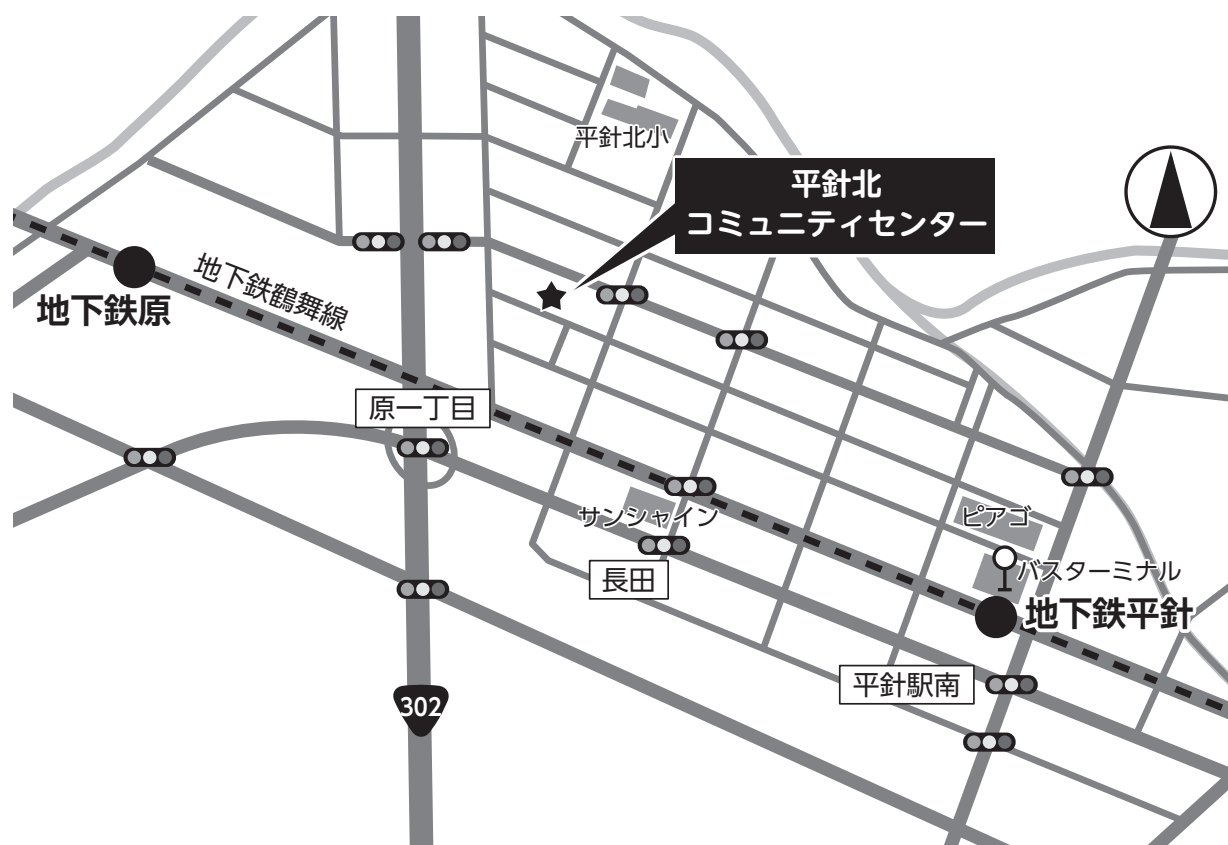 平針北小
平針北
コミュニティセンター
地下鉄鶴舞線
地下鉄原
原一丁目
サンシャイン
ピアゴ
長田
バスターミナル
地下鉄平針
平針駅南
302